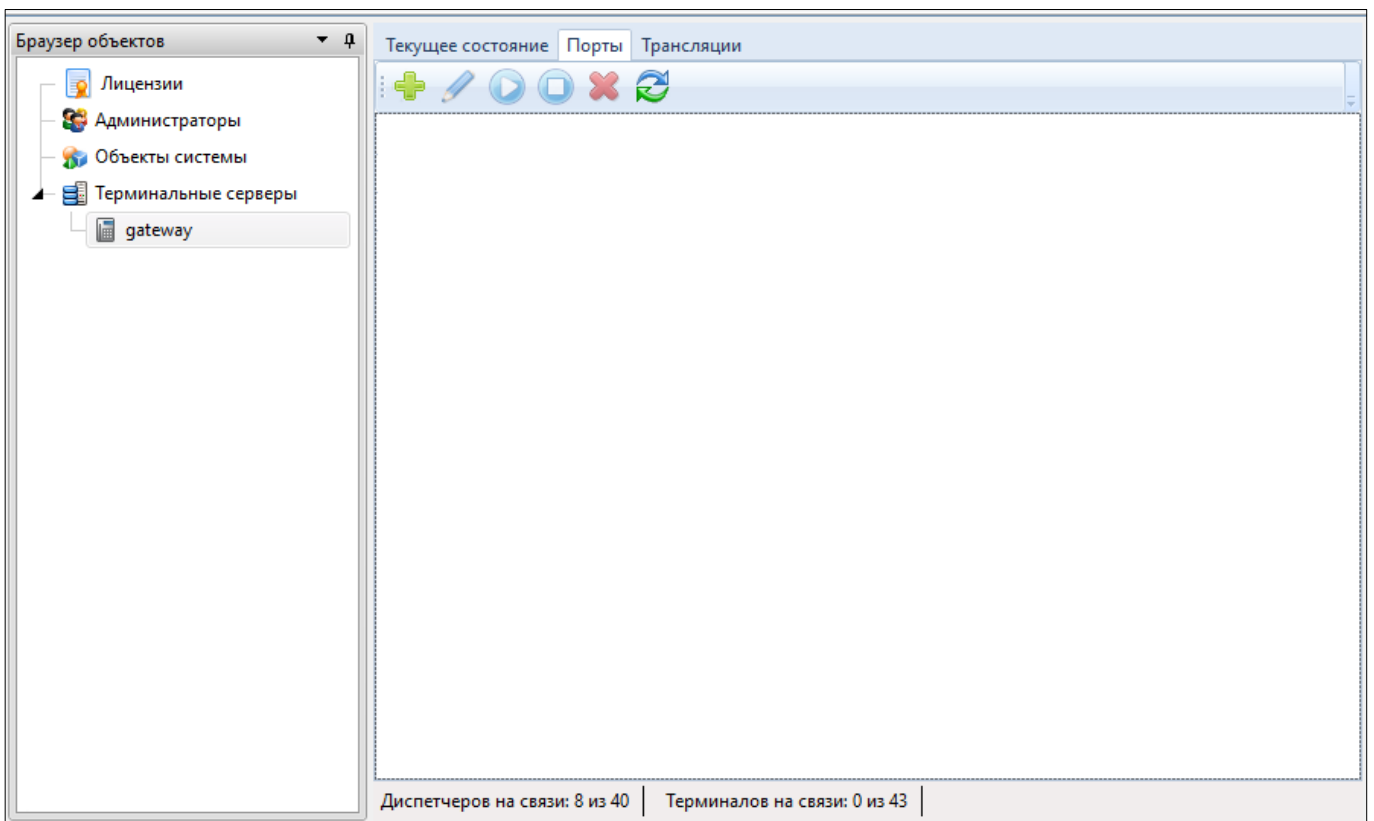 Браузер объектов
Лицензии
Администраторы
Объекты системы
Терминальные серверы
gateway
Текущее состояние Порты Трансляции
Диспетчеров на связи: 8 из 40 Терминалов на связи: 0 из 43